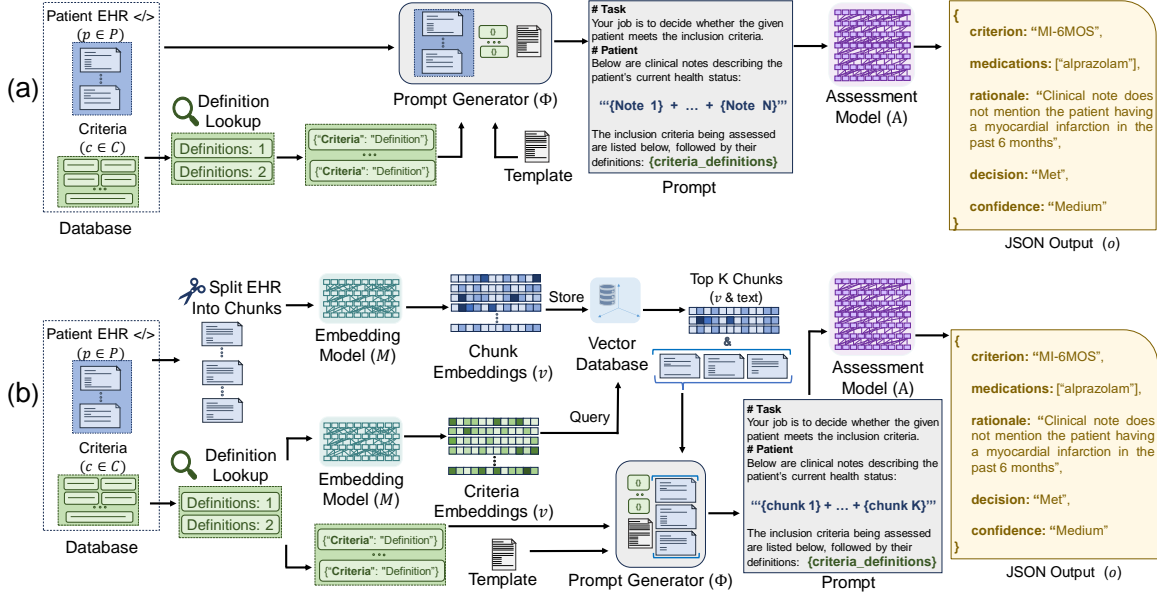 (a)
Patient EHR </>
(p ∈ P)
Criteria
(c ∈ C)
Database
Definition
Lookup
Definitions: 1
Definitions: 2
{"Criteria": "Definition"}
{"Criteria": "Definition"}
{}
{}
Prompt Generator (Φ)
Template
# Task
Your job is to decide whether the given
patient meets the inclusion criteria.
# Patient
Below are clinical notes describing the
patient's current health status:
"'{Note 1} + … + {Note N}"'
The inclusion criteria being assessed
are listed below, followed by their
definitions: {criteria_definitions}
Prompt
Assessment
Model (A)
{
criterion: "MI-6MOS",
medications: ["alprazolam"],
rationale: "Clinical note does
not mention the patient having
a myocardial infarction in the
past 6 months",
decision: "Met",
confidence: "Medium"
}
JSON Output (o)
(b)
Patient EHR </>
(p ∈ P)
Criteria
(c ∈ C)
Database
Split EHR
Into Chunks
Definition
Lookup
Definitions: 1
Definitions: 2
Embedding
Model (M)
Chunk
Embeddings (v)
Store
Vector
Database
Query
Embedding
Model (M)
Criteria
Embeddings (v)
{"Criteria": "Definition"}
{"Criteria": "Definition"}
Template
Top K Chunks
(v & text)
&
{}
{}
Prompt Generator (Φ)
# Task
Your job is to decide whether the given
patient meets the inclusion criteria.
# Patient
Below are clinical notes describing the
patient's current health status:
"'{chunk 1} + … + {chunk K}"'
The inclusion criteria being assessed
are listed below, followed by their
definitions: {criteria_definitions}
Prompt
Assessment
Model (A)
{
criterion: "MI-6MOS",
medications: ["alprazolam"],
rationale: "Clinical note does
not mention the patient having
a myocardial infarction in the
past 6 months",
decision: "Met",
confidence: "Medium"
}
JSON Output (o)